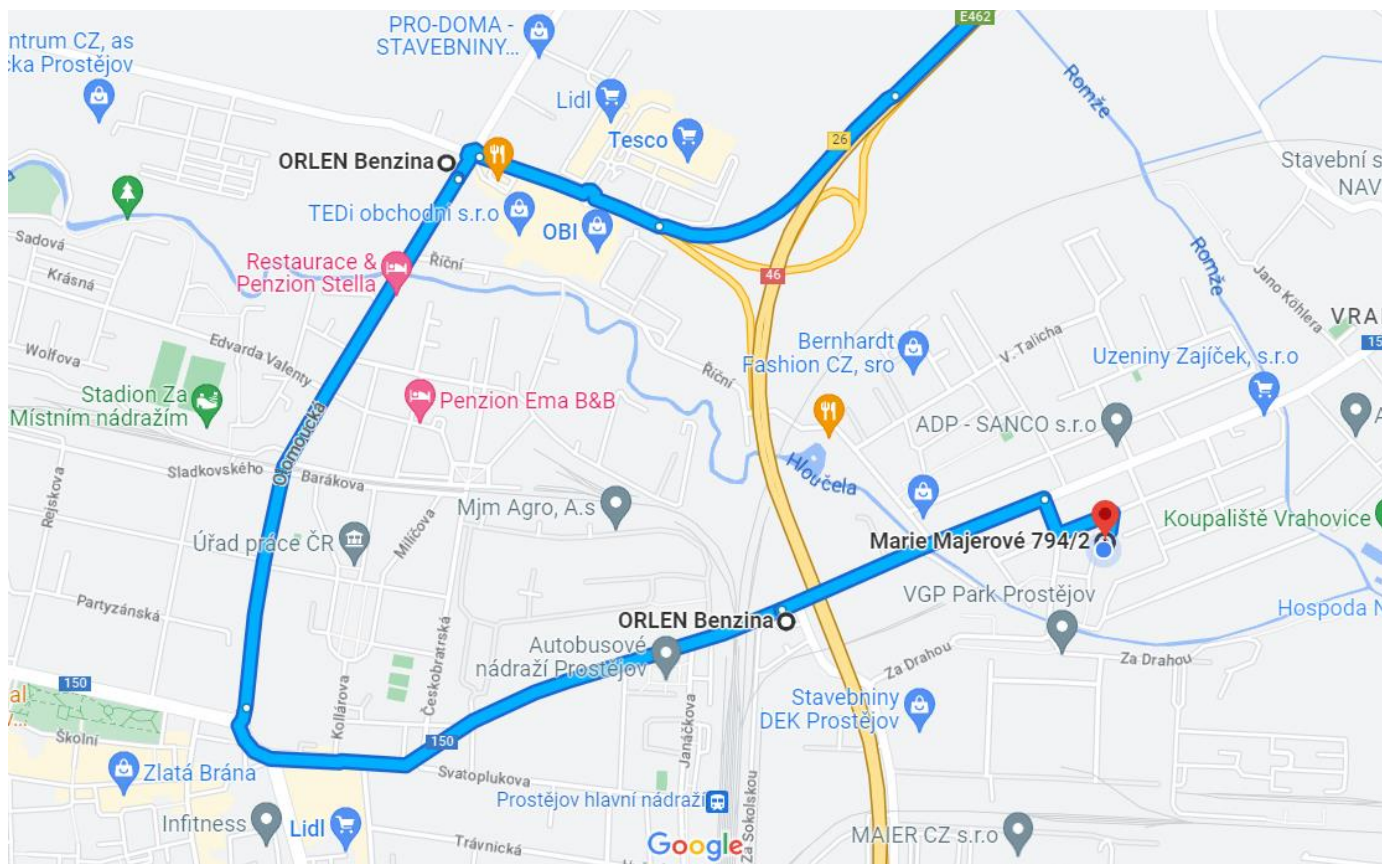 E462
PRO-DOMA -
STAVEBNINY...
ntrum CZ, as
cka Prostějov
Romže
Lidl
Tesco
26
ORLEN Benzina
Stavební s
NAV
TEDi obchodní s.r.o
OBI
Sadová
Krásná
Restaurace &
Penzion Stella
Říční
46
Romže
Jano Köhlera
VRAI
15
Wolfova
Edvarda Valenty
Bernhardt
Fashion CZ, sro
V. Talicha
Uzeniny Zajíček, s.r.o
Říční
Stadion Za
Místním nádražím
Penzion Ema B&B
ADP - SANCO s.r.o
A
Olomoucká
Sladkovského
Barákova
Hloučela
Rejskova
Mjm Agro, A.s
Milíčova
Úřad práce ČR
Marie Majerové 794/2
Koupaliště Vrahovice
Partyzánská
ORLEN Benzina
VGP Park Prostějov
Hospoda N
Českobratrská
Autobusové
nádraží Prostějov
Za Drahou
Za Drahou
150
al
Kollárova
Školní
150
Janáčkova
Stavebniny
DEK Prostějov
Zlatá Brána
Svatoplukova
Prostějov hlavní nádraží
Za Sokolskou
Infitness
Lidl
Trávnická
Google
MAIER CZ s.r.o